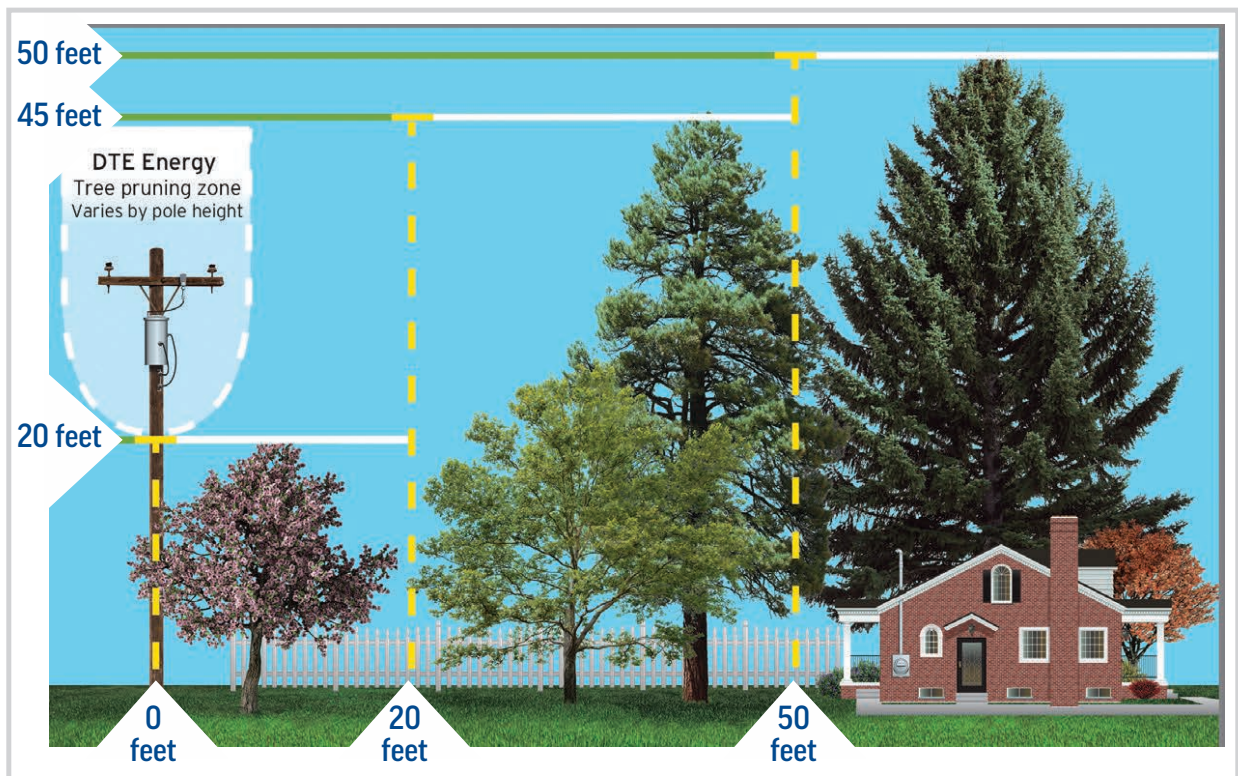 50 feet
45 feet
DTE Energy
Tree pruning zone
Varies by pole height
20 feet
0
feet
20
feet
50
feet